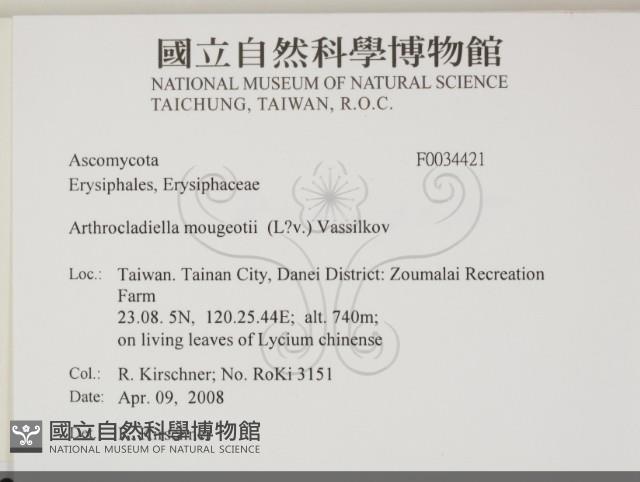 國立自然科學博物館
NATIONAL MUSEUM OF NATURAL SCIENCE
TAICHUNG, TAIWAN, R.O.C.
Ascomycota F0034421
Erysiphales, Erysiphaceae
Arthrocladiella mougeotii (L?v.) Vassilkov
Loc.: Taiwan. Tainan City, Danei District: Zoumalai Recreation
Farm
23.08. 5N, 120.25.44E; alt. 740m;
on living leaves of Lycium chinense
Col.: R. Kirschner; No. RoKi 3151
Date: Apr. 09, 2008
國立自然科學博物館
NATIONAL MUSEUM OF NATURAL SCIENCE